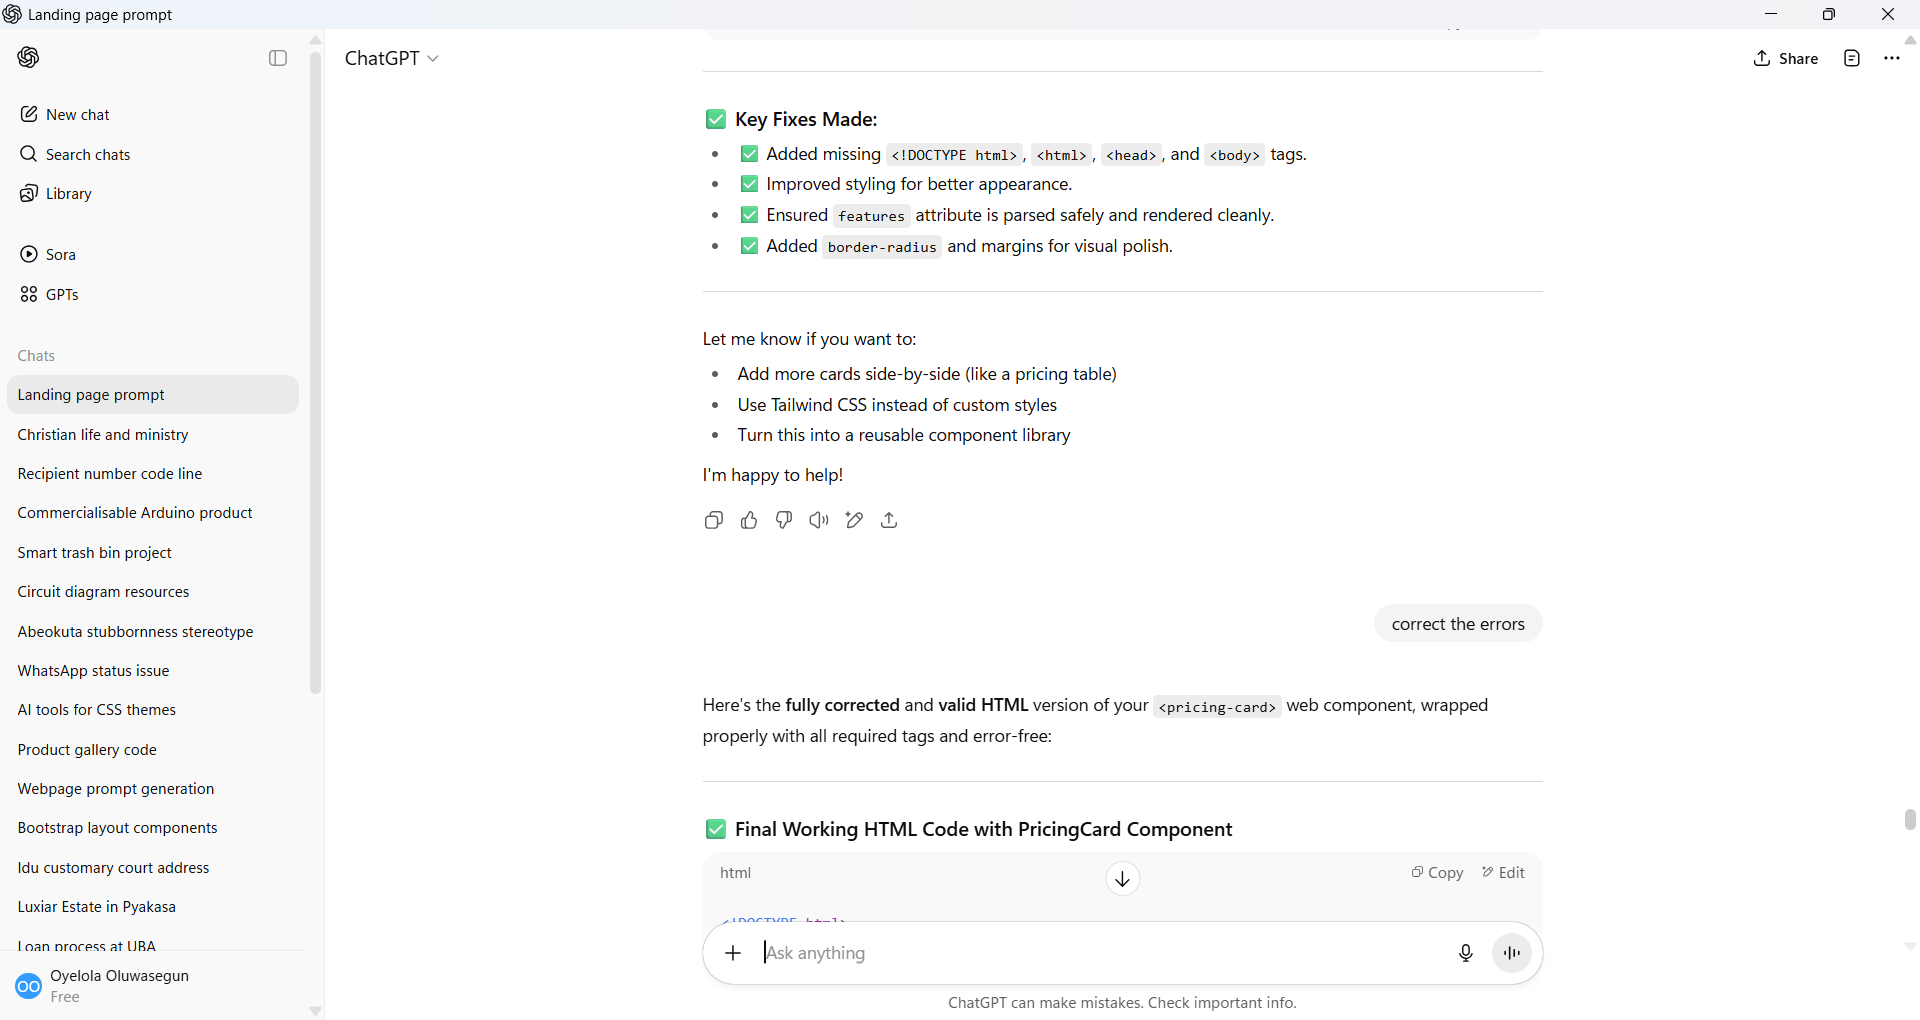 Landing page prompt
New chat
Search chats
Library
Sora
GPTs
Chats
Landing page prompt
Christian life and ministry
Recipient number code line
Commercialisable Arduino product
Smart trash bin project
Circuit diagram resources
Abeokuta stubbornness stereotype
WhatsApp status issue
AI tools for CSS themes
Product gallery code
Webpage prompt generation
Bootstrap layout components
Idu customary court address
Luxiar Estate in Pyakasa
Loan process at UBA
OO
Oyelola Oluwasegun
Free
ChatGPT
Share
Key Fixes Made:
• Added missing <!DOCTYPE html>, <html>, <head>, and <body> tags.
• Improved styling for better appearance.
• Ensured features attribute is parsed safely and rendered cleanly.
• Added border-radius and margins for visual polish.
Let me know if you want to:
• Add more cards side-by-side (like a pricing table)
• Use Tailwind CSS instead of custom styles
• Turn this into a reusable component library
I'm happy to help!
correct the errors
Here's the fully corrected and valid HTML version of your <pricing-card> web component, wrapped
properly with all required tags and error-free:
Final Working HTML Code with PricingCard Component
html
Copy Edit
<!DOCTYPE html>
Ask anything
ChatGPT can make mistakes. Check important info.